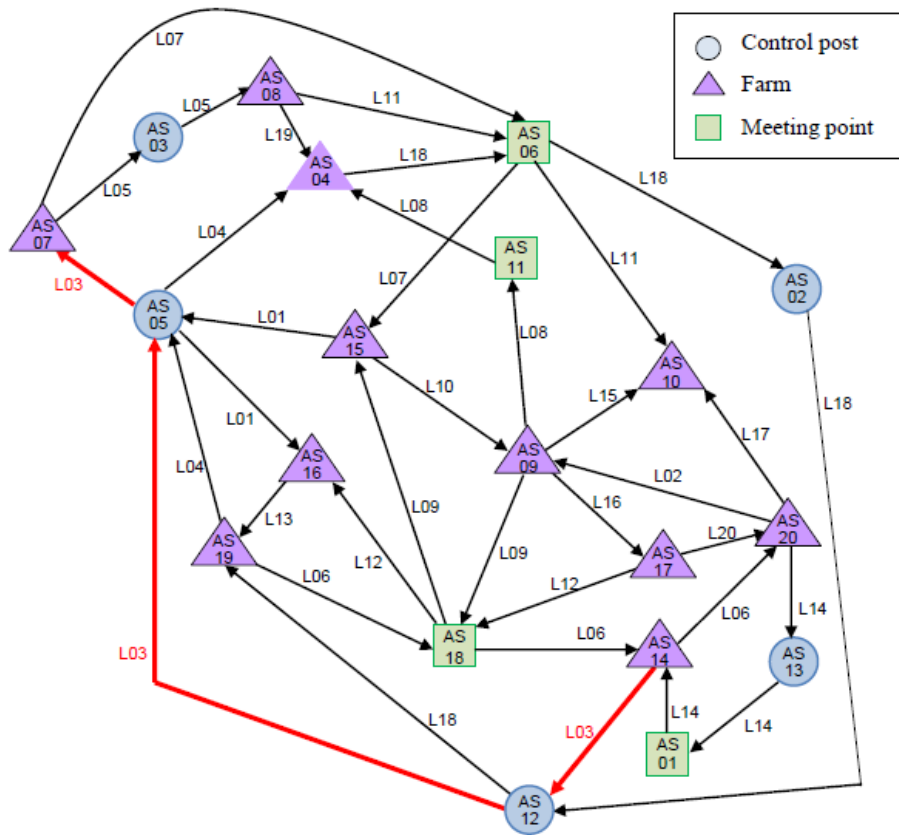 L07
Control post
Farm
Meeting point
AS
08
L05
L11
AS
03
L19
AS
06
L18
AS
04
L18
L05
L08
AS
07
L04
AS
11
L11
L03
L07
AS
02
AS
05
L01
AS
15
L08
AS
10
L10
L15
L18
L01
L17
AS
16
AS
09
L02
L04
L16
L13
L09
AS
20
L20
AS
19
L09
AS
17
L12
L12
L06
L14
L06
AS
18
L06
AS
14
AS
13
L03
L18
L03
L14
L14
AS
01
AS
12